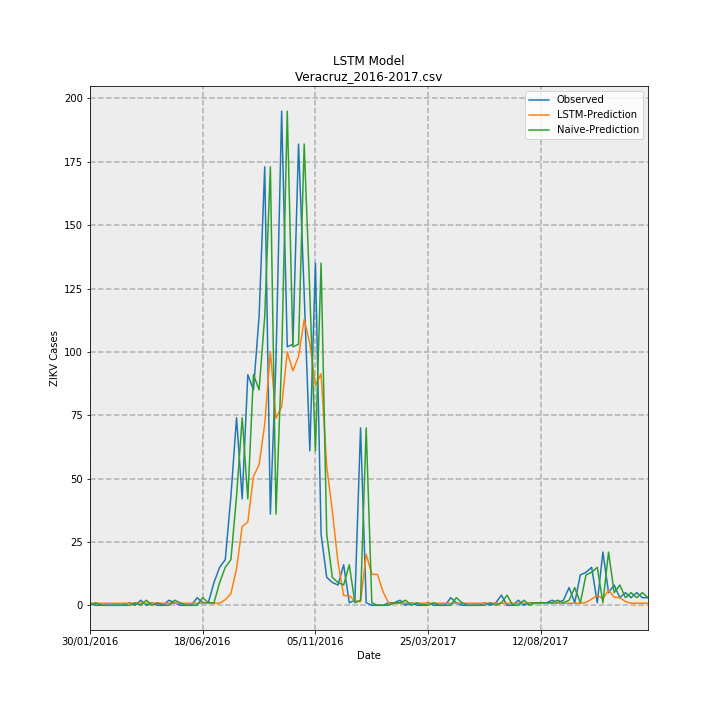 LSTM Model
Veracruz_2016-2017.csv
Observed
LSTM-Prediction
Naive-Prediction
200
175
150
125
100
75
50
25
0
ZIKV Cases
30/01/2016 18/06/2016 05/11/2016 25/03/2017 12/08/2017
Date